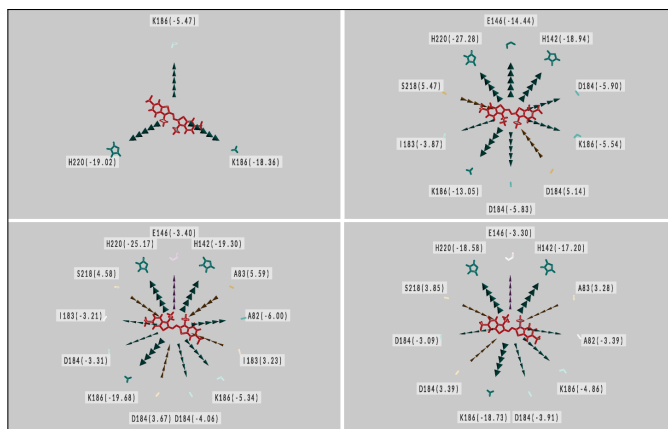 K186(-5.47)
H220(-19.02)
K186(-18.36)
E146(-14.44)
H220(-27.28)
H142(-18.94)
S218(5.47)
D184(-5.90)
I183(-3.87)
K186(-5.54)
K186(-13.05)
D184(5.14)
D184(-5.83)
E146(-3.40)
H220(-25.17)
H142(-19.30)
S218(4.58)
A83(5.59)
I183(-3.21)
A82(-6.00)
D184(-3.31)
I183(3.23)
K186(-19.68)
K186(-5.34)
D184(3.67)
D184(-4.06)
E146(-3.30)
H220(-18.58)
H142(-17.20)
S218(3.85)
A83(3.28)
D184(-3.09)
A82(-3.39)
D184(3.39)
K186(-4.86)
K186(-18.73)
D184(-3.91)